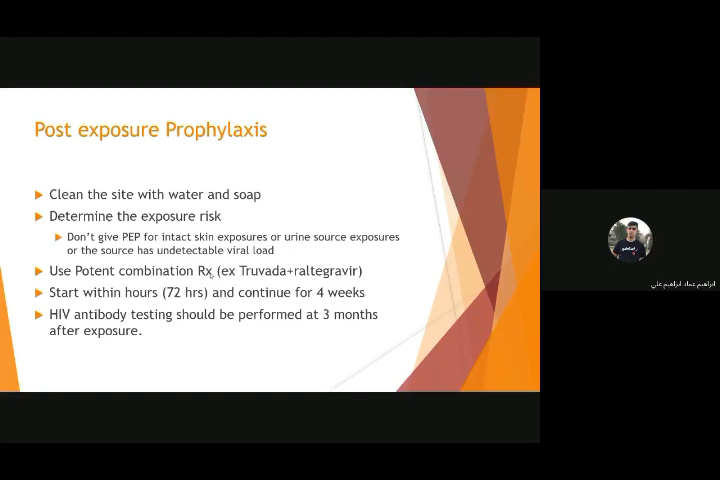 Post exposure Prophylaxis
Clean the site with water and soap
Determine the exposure risk
Don't give PEP for intact skin exposures or urine source exposures
or the source has undetectable viral load
Use Potent combination Rx (ex Truvada+raltegravir)
Start within hours (72 hrs) and continue for 4 weeks
HIV antibody testing should be performed at 3 months
after exposure.
ابراهيم عماد ابراهيم علي